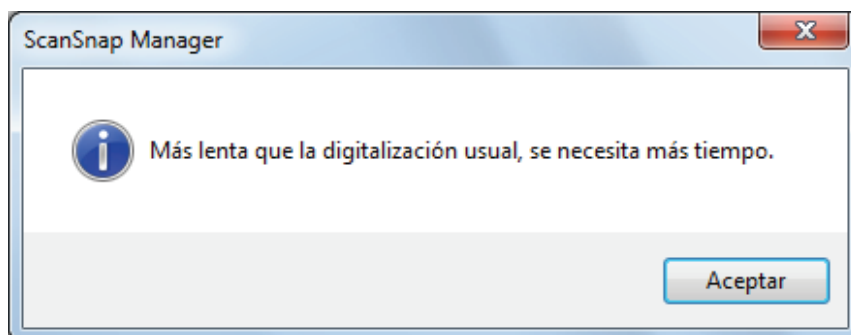 ScanSnap Manager
Más lenta que la digitalización usual, se necesita más tiempo.
Aceptar